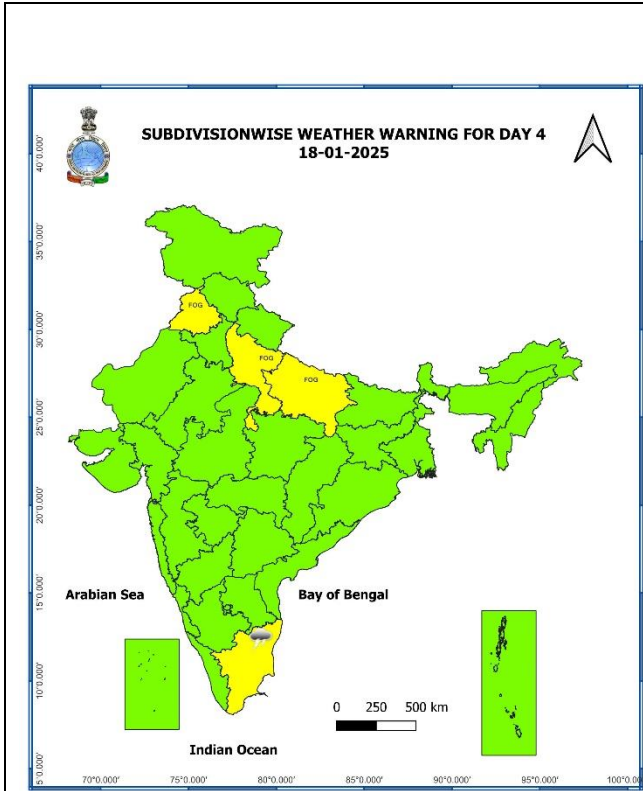 SUBDIVISIONWISE WEATHER WARNING FOR DAY 4
18-01-2025
40°0.000'
35°0.000'
30°0.000'
25°0.000'
20°0.000'
15°0.000'
10°0.000'
5°0.000'
FOG
FOG
FOG
Arabian Sea
Bay of Bengal
0 250 500 km
Indian Ocean
70°0.000' 75°0.000' 80°0.000' 85°0.000' 90°0.000' 95°0.000' 100°0.00